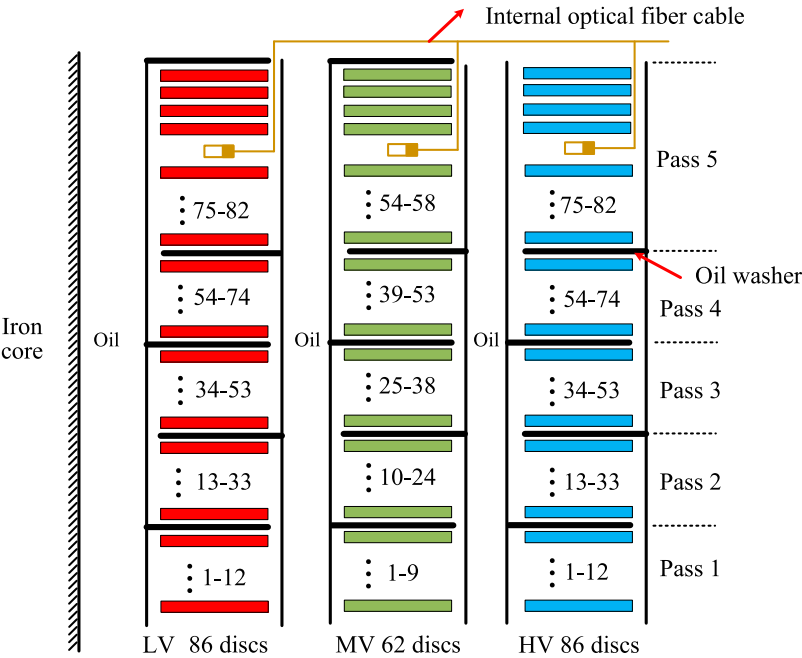 Internal optical fiber cable
Pass 5
75-82
54-58
75-82
Oil washer
54-74
39-53
54-74
Pass 4
Iron
core
Oil
Oil
Oil
34-53
25-38
34-53
Pass 3
13-33
10-24
13-33
Pass 2
1-12
1-9
1-12
Pass 1
LV 86 discs
MV 62 discs
HV 86 discs